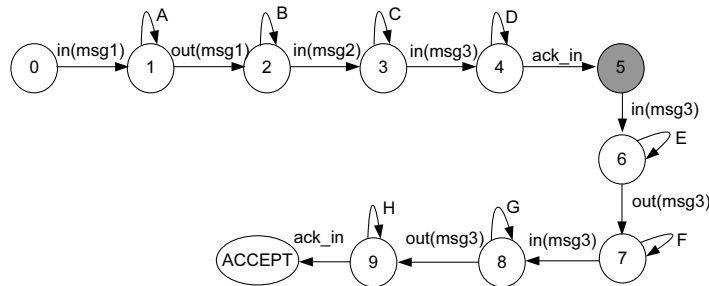 A B C D
in(msg1) out(msg1) in(msg2) in(msg3) ack_in
0 1 2 3 4 5
in(msg3)
E
6
out(msg3)
H G F
ack_in out(msg3) in(msg3)
ACCEPT 9 8 7